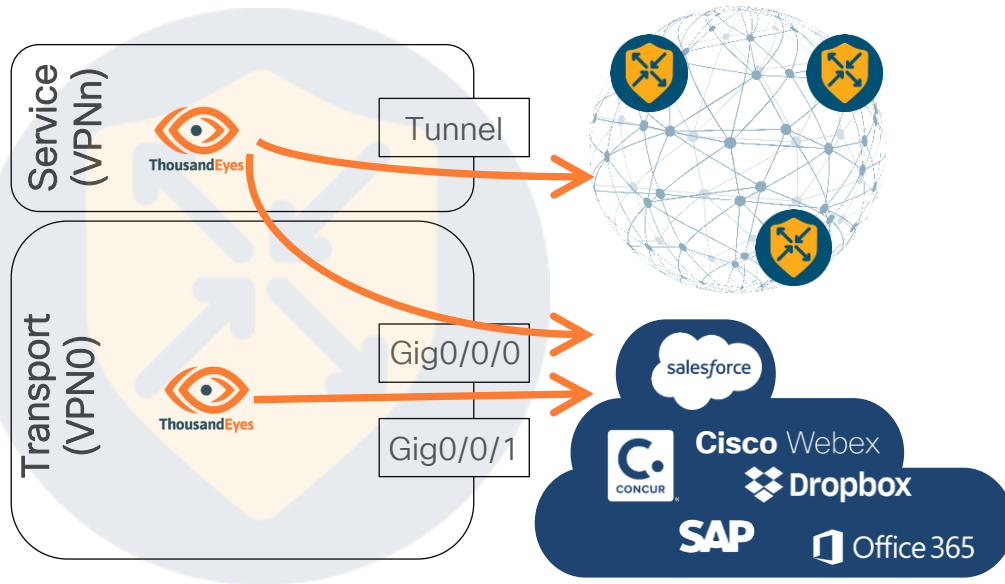 Service
(VPNn)
ThousandEyes
Tunnel
Transport
(VPN0)
ThousandEyes
Gig0/0/0
Gig0/0/1
salesforce
C.
CONCUR
Cisco Webex
Dropbox
SAP
Office 365